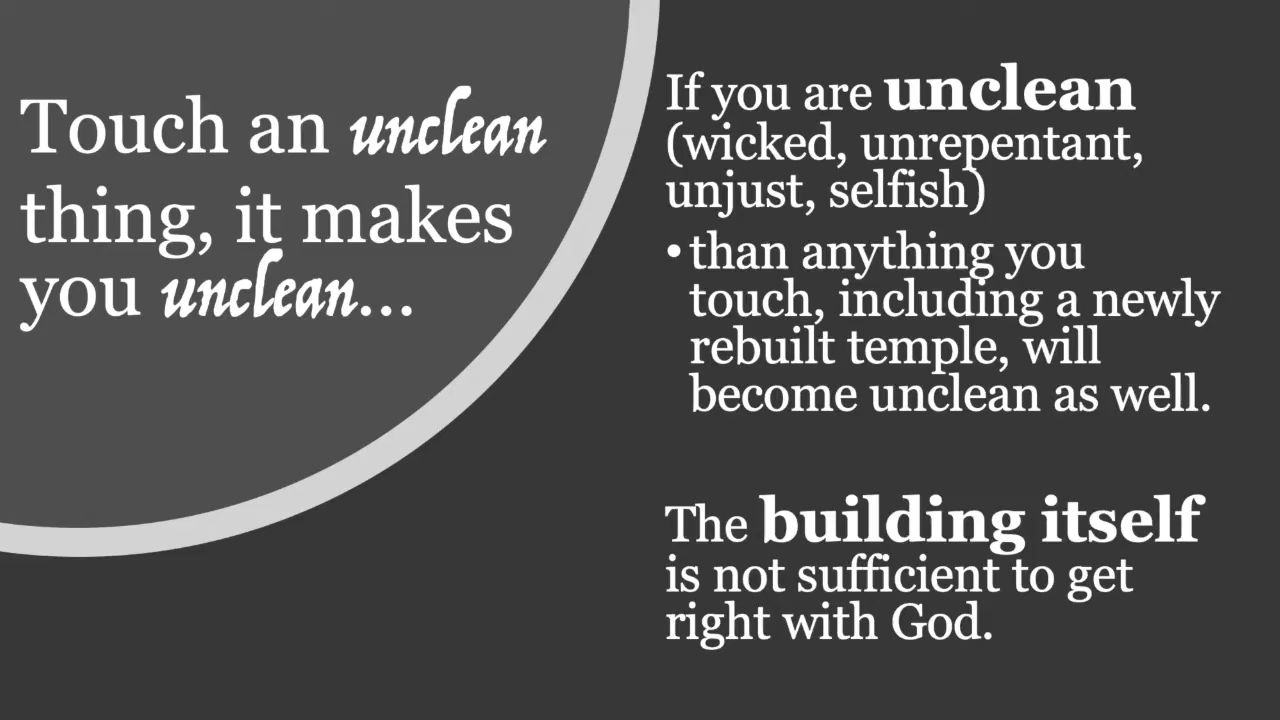 Touch an unclean
thing, it makes
you unclean...
If you are unclean
(wicked, unrepentant,
unjust, selfish)
• than anything you
touch, including a newly
rebuilt temple, will
become unclean as well.
The building itself
is not sufficient to get
right with God.